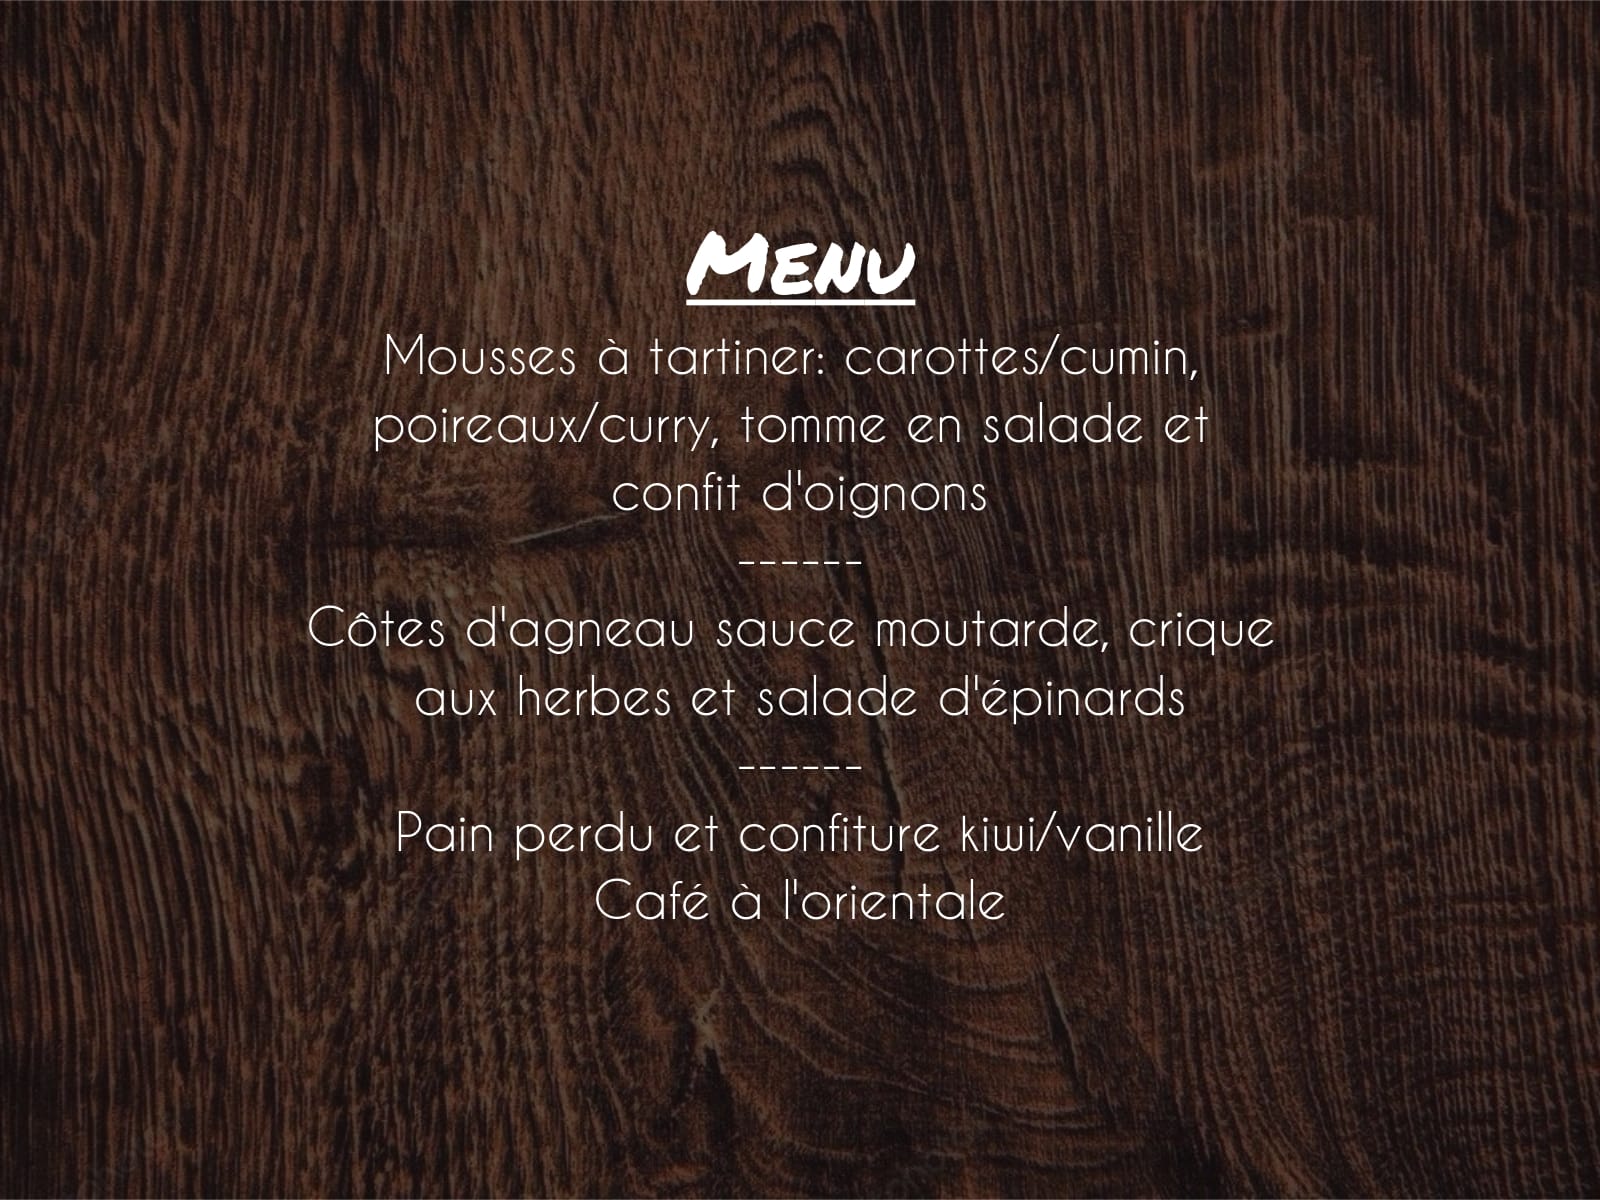 Menu
Mousses à tartiner: carottes/cumin,
poireaux/curry, tomme en salade et
confit d'oignons
------
Côtes d'agneau sauce moutarde, crique
aux herbes et salade d'épinards
------
Pain perdu et confiture kiwi/vanille
Café à l'orientale